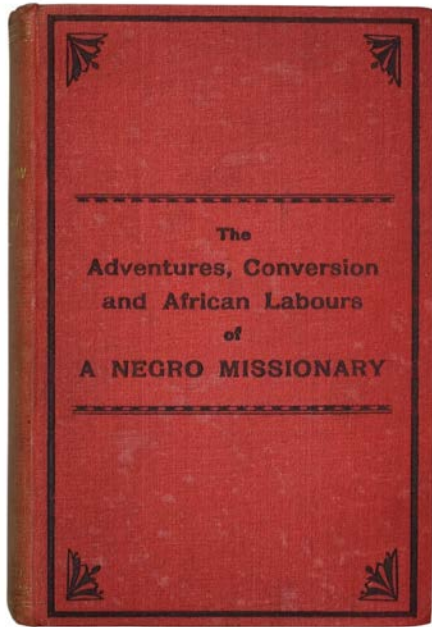 The
Adventures, Conversion
and African Labours
of
A NEGRO MISSIONARY